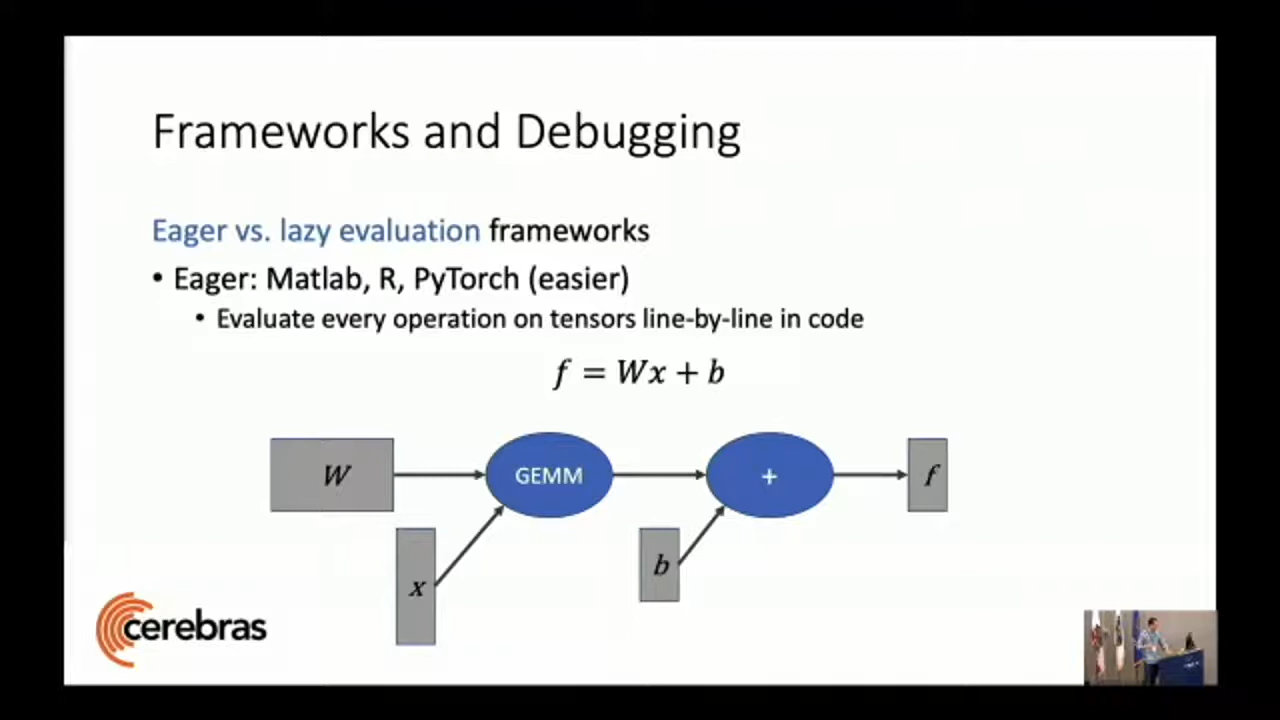 Frameworks and Debugging
Eager vs. lazy evaluation frameworks
• Eager: Matlab, R, PyTorch (easier)
• Evaluate every operation on tensors line-by-line in code
f = Wx + b
W
GEMM
+
f
x
b
cerebras